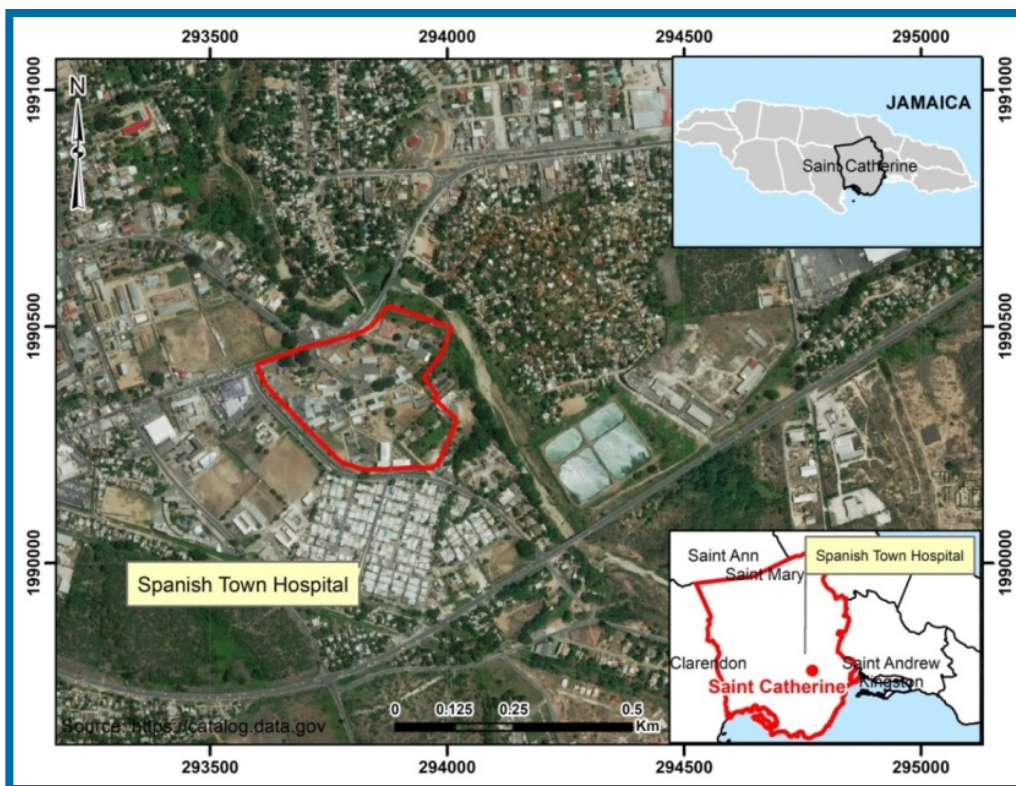 293500 294000 294500 295000
1991000
1990500
1990000
N
JAMAICA
Saint Catherine
1991000
1990500
1990000
Spanish Town Hospital
Saint Ann
Saint Mary
Spanish Town Hospital
Clarendon
Saint Andrew
Kingston
Saint Catherine
Source: https://catalog.data.gov
0 0.125 0.25 0.5
Km
293500 294000 294500 295000